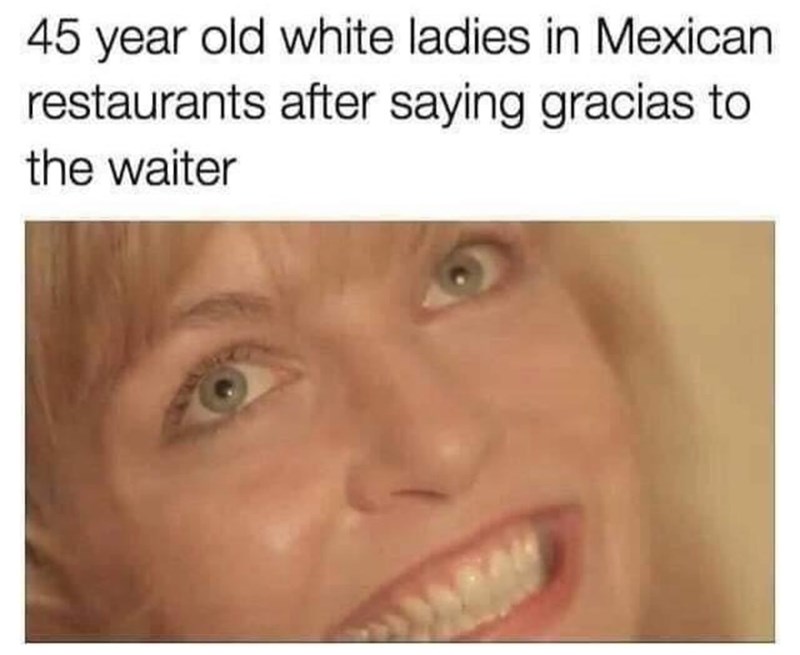 45 year old white ladies in Mexican
restaurants after saying gracias to
the waiter